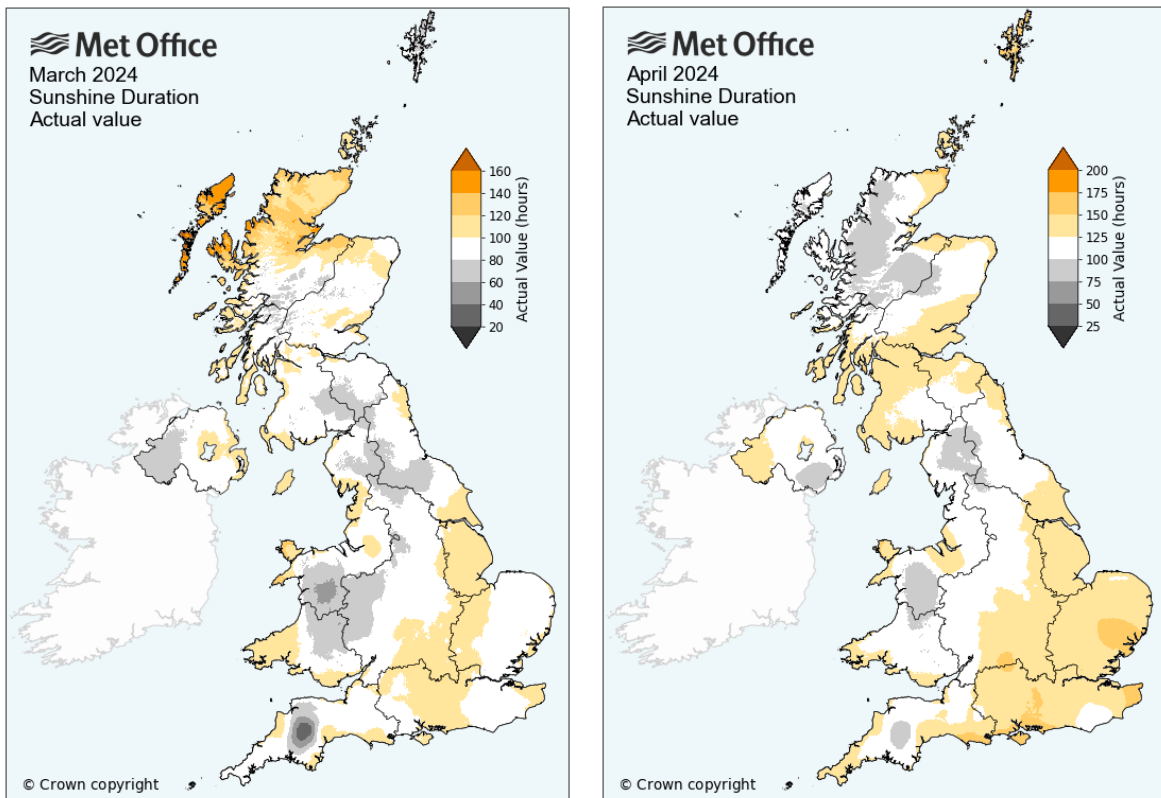 Met Office
March 2024
Sunshine Duration
Actual value
160
140
120
100
80
60
40
20
Actual Value (hours)
© Crown copyright
Met Office
April 2024
Sunshine Duration
Actual value
200
175
150
125
100
75
50
25
Actual Value (hours)
© Crown copyright